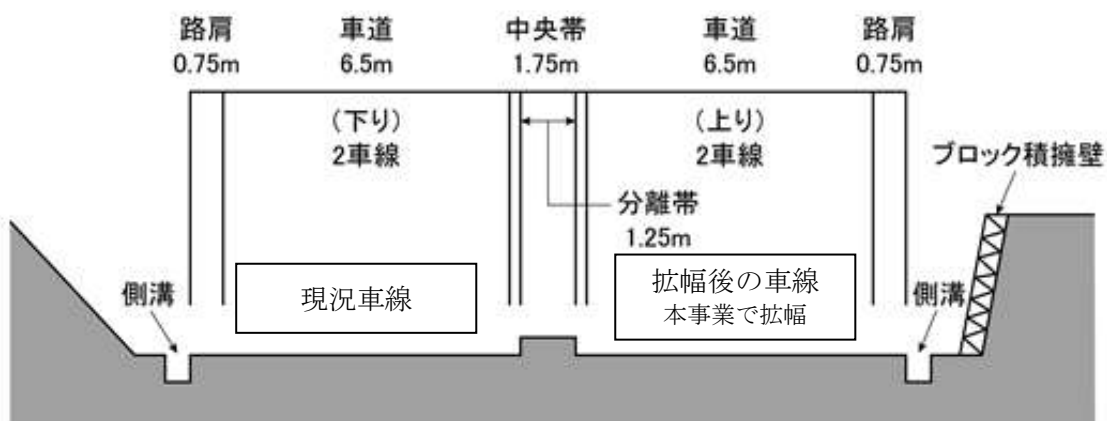 路肩 車道 中央帯 車道 路肩
0.75m 6.5m 1.75m 6.5m 0.75m
(下り) (上り)
2車線 2車線
ブロック積擁壁
分離帯
1.25m
現況車線
拡幅後の車線
本事業で拡幅
側溝 側溝